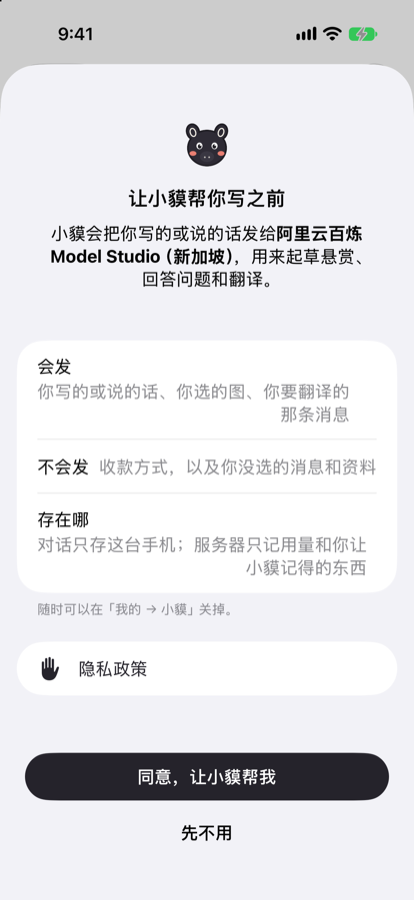 9:41
让小貘帮你写之前
小貘会把你写的或说的话发给阿里云百炼
Model Studio（新加坡），用来起草悬赏、
回答问题和翻译。
会发
你写的或说的话、你选的图、你要翻译的
那条消息
不会发 收款方式，以及你没选的消息和资料
存在哪
对话只存这台手机；服务器只记用量和你让
小貘记得的东西
随时可以在「我的 → 小貘」关掉。
隐私政策
同意，让小貘帮我
先不用